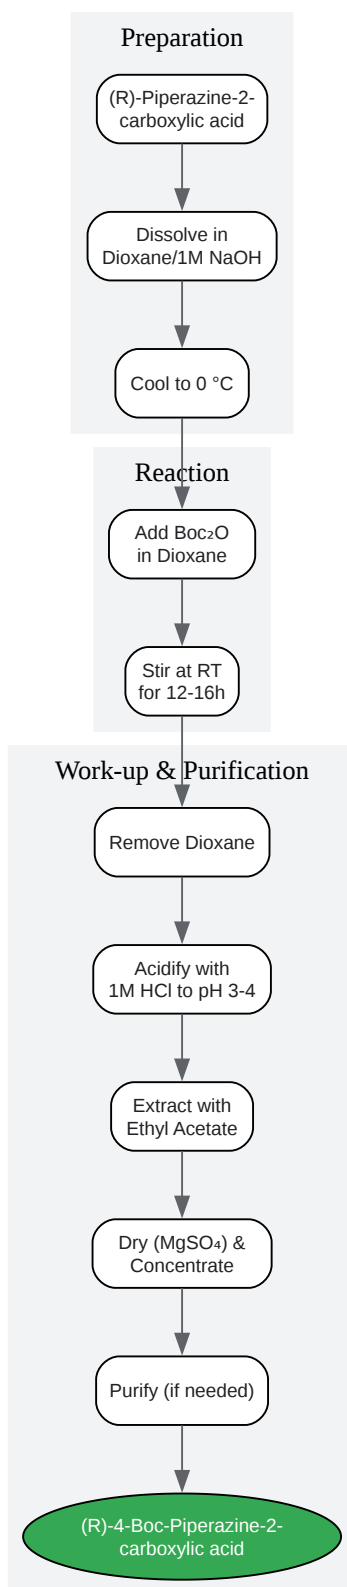 Preparation
(R)-Piperazine-2-
carboxylic acid
Dissolve in
Dioxane/1M NaOH
Cool to 0 °C
Reaction
Add Boc₂O
in Dioxane
Stir at RT
for 12-16h
Work-up & Purification
Remove Dioxane
Acidify with
1M HCl to pH 3-4
Extract with
Ethyl Acetate
Dry (MgSO₄) &
Concentrate
Purify (if needed)
(R)-4-Boc-Piperazine-2-
carboxylic acid